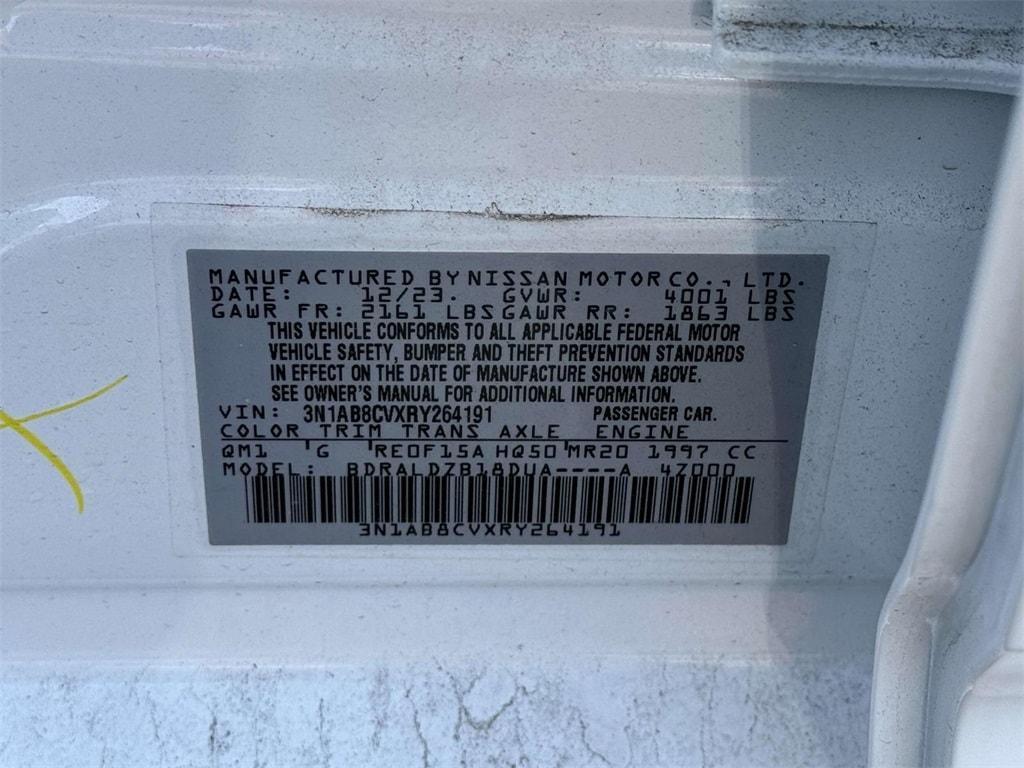 MANUFACTURED BY NISSAN MOTOR CO., LTD.
DATE: 12/23. GVWR: 4001 LBS
GAWR FR: 2161 LBS GAWR RR: 1863 LBS
THIS VEHICLE CONFORMS TO ALL APPLICABLE FEDERAL MOTOR
VEHICLE SAFETY, BUMPER AND THEFT PREVENTION STANDARDS
IN EFFECT ON THE DATE OF MANUFACTURE SHOWN ABOVE.
SEE OWNER'S MANUAL FOR ADDITIONAL INFORMATION.
VIN: 3N1AB8CVXRY264191 PASSENGER CAR.
COLOR TRIM TRANS AXLE ENGINE
QM1 G RE0F15A HQ50 MR20 1997 CC
MODEL: BDRALDZB18DUA----A 4Z000
3N1AB8CVXRY264191